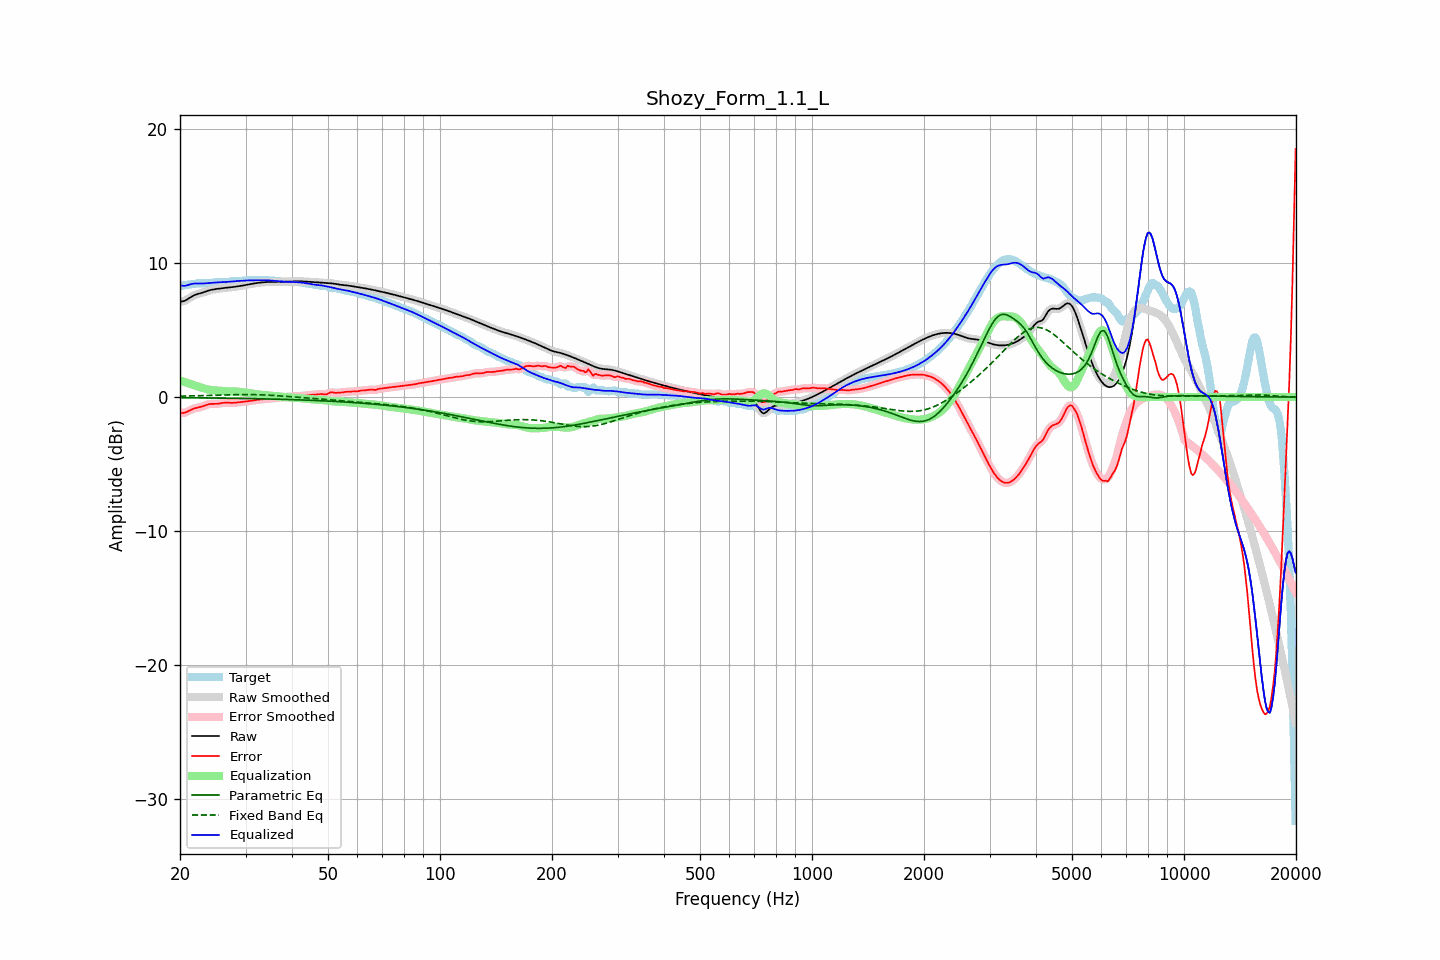 Shozy_Form_1.1_L
20
10
0
−10
−20
−30
Amplitude (dBr)
Target
Raw Smoothed
Error Smoothed
Raw
Error
Equalization
Parametric Eq
Fixed Band Eq
Equalized
20 50 100 200 500 1000 2000 5000 10000 20000
Frequency (Hz)